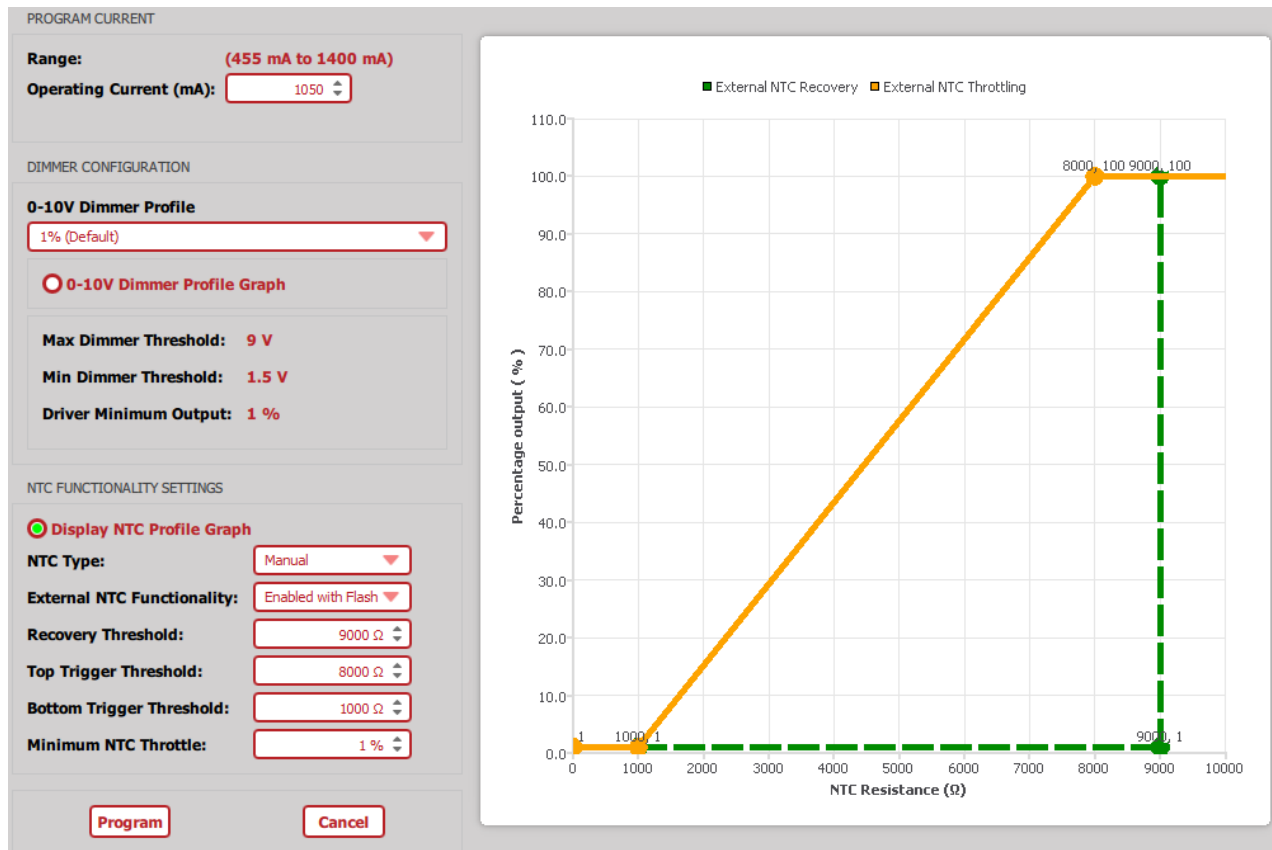 PROGRAM CURRENT
Range: (455 mA to 1400 mA)
Operating Current (mA): 1050
DIMMER CONFIGURATION
0-10V Dimmer Profile
1% (Default)
0-10V Dimmer Profile Graph
Max Dimmer Threshold: 9 V
Min Dimmer Threshold: 1.5 V
Driver Minimum Output: 1 %
NTC FUNCTIONALITY SETTINGS
Display NTC Profile Graph
NTC Type: Manual
External NTC Functionality: Enabled with Flash
Recovery Threshold: 9000 Ω
Top Trigger Threshold: 8000 Ω
Bottom Trigger Threshold: 1000 Ω
Minimum NTC Throttle: 1 %
Program Cancel
External NTC Recovery External NTC Throttling
110.0
8000, 100 9000, 100
100.0
90.0
80.0
70.0
60.0
50.0
40.0
30.0
20.0
10.0
1 1000, 1 9000, 1
0.0
Percentage output ( % )
0 1000 2000 3000 4000 5000 6000 7000 8000 9000 10000
NTC Resistance (Ω)